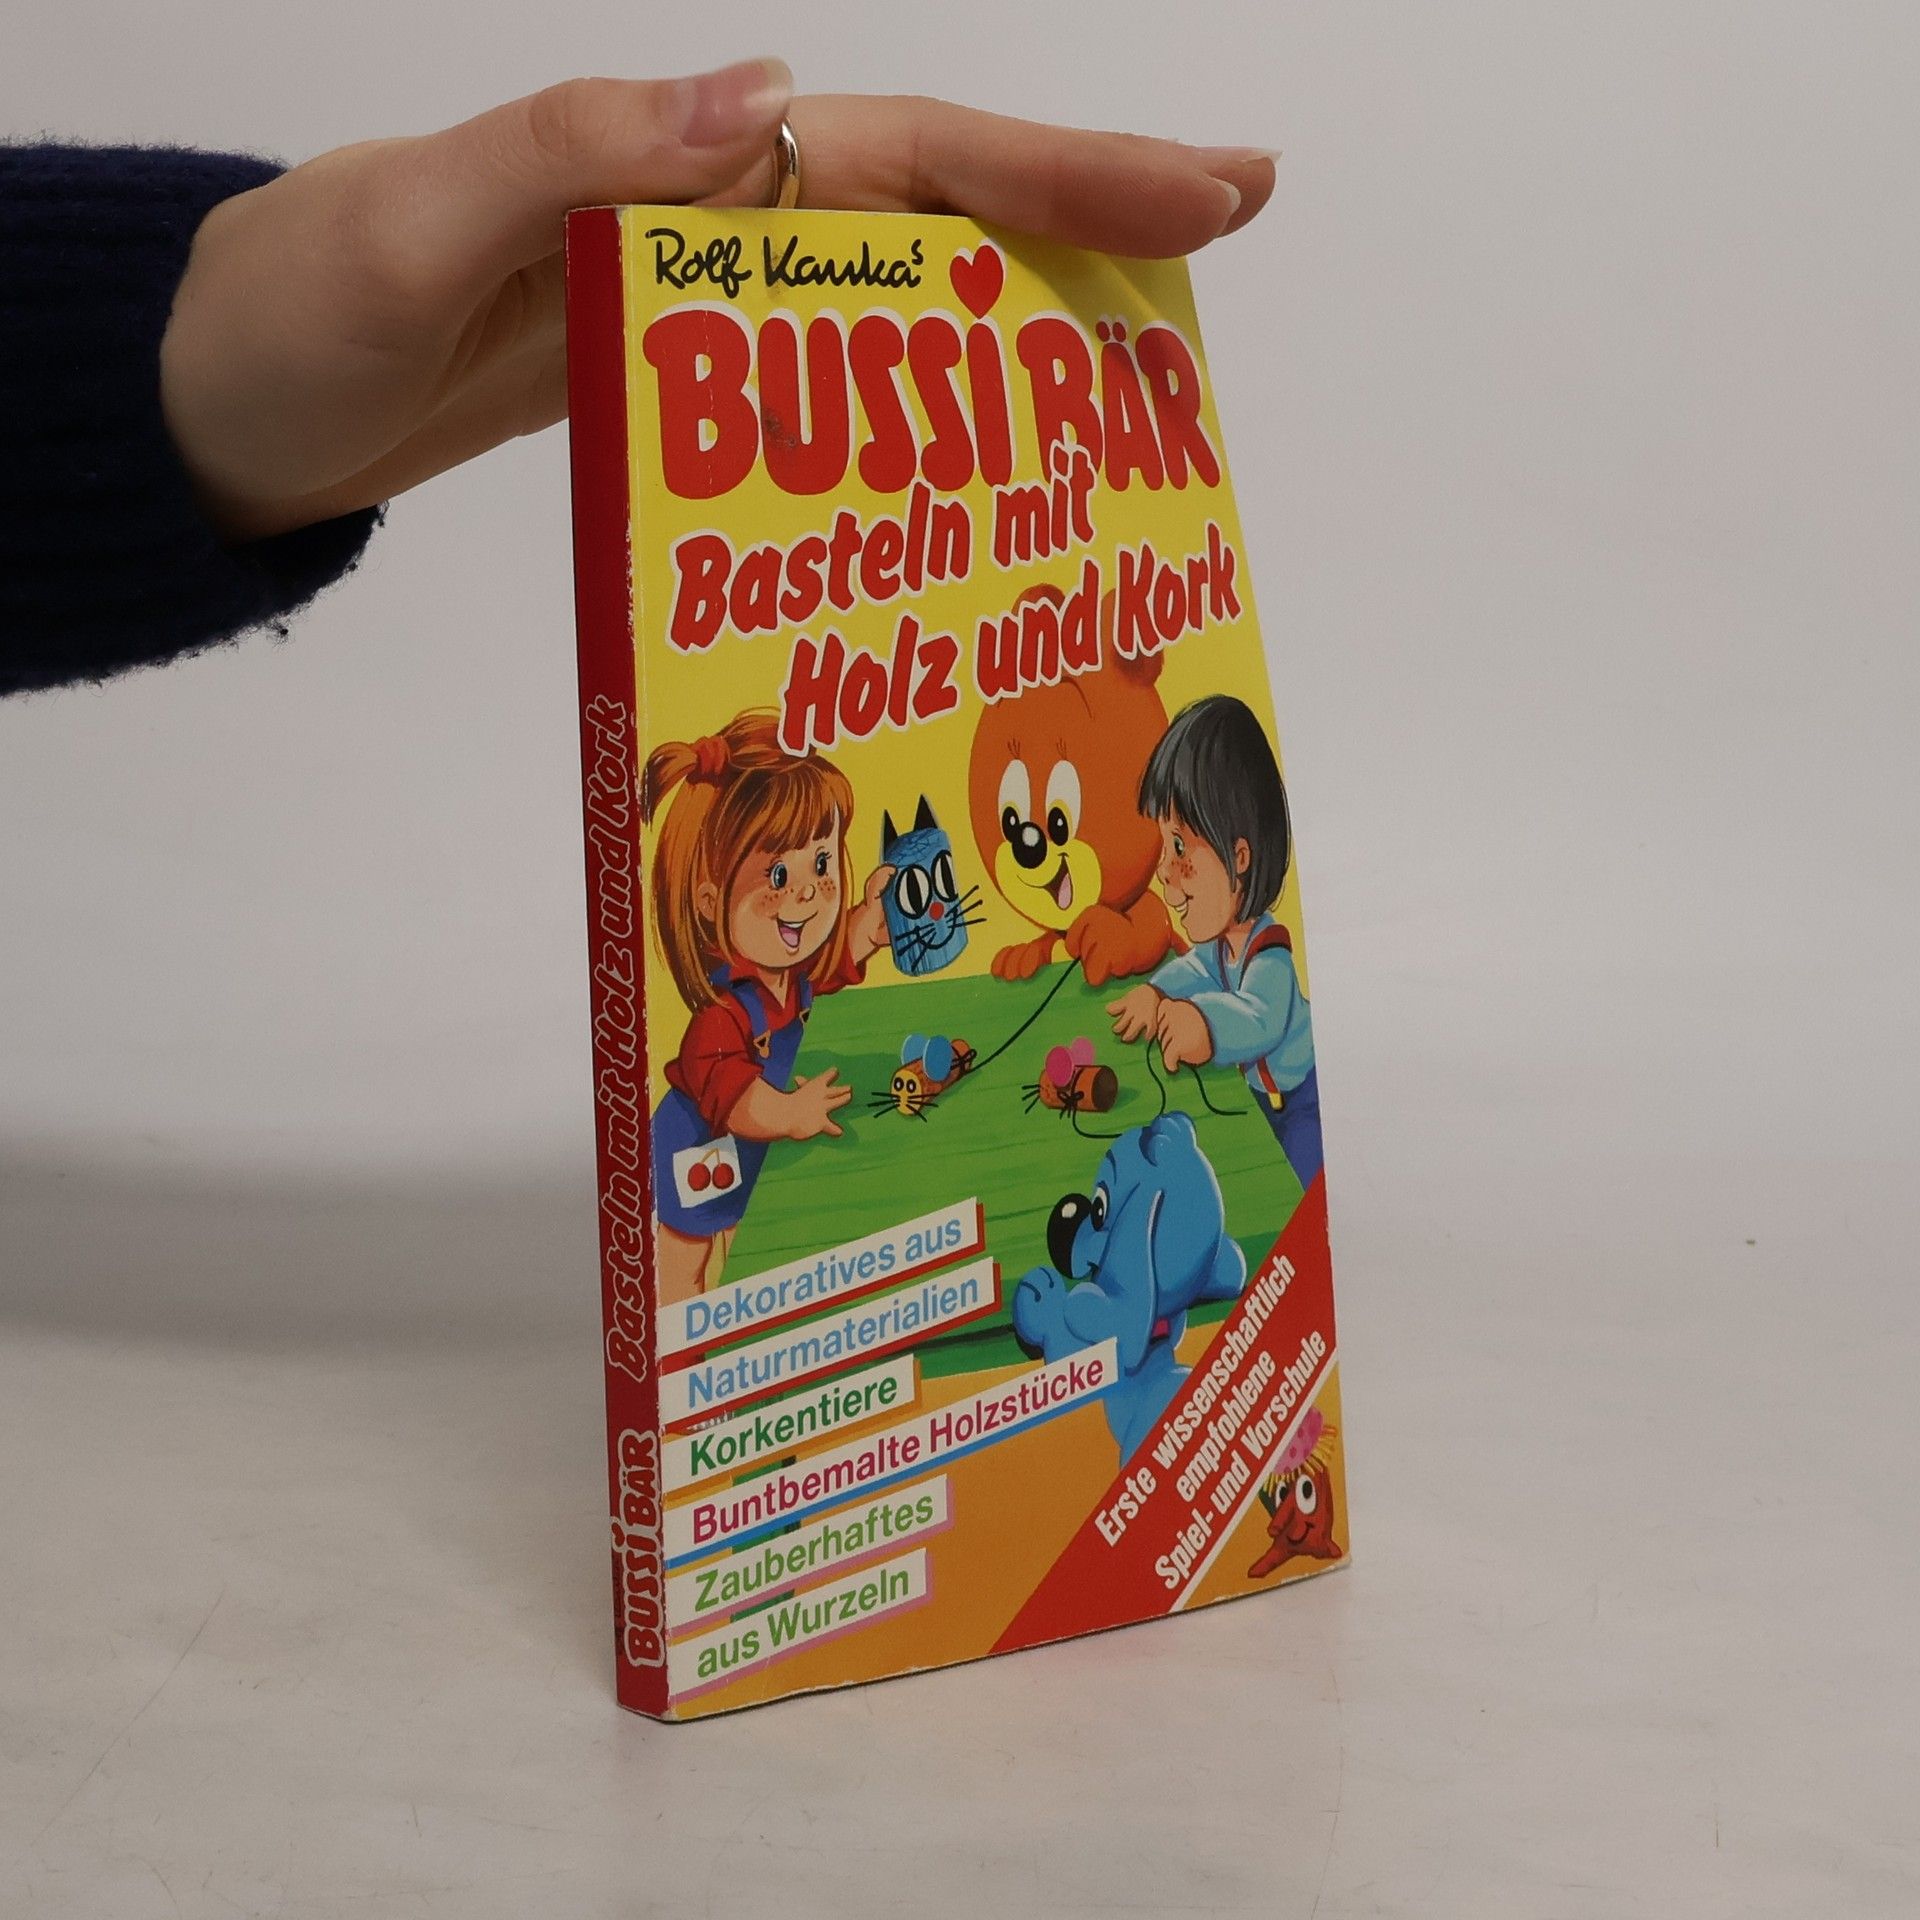 Rolf Kaukas
BUSSI BÄR
Basteln mit
Holz und Kork
Dekoratives aus
Naturmaterialien
Korkentiere
Buntbemalte Holzstücke
Zauberhaftes
aus Wurzeln
Erste wissenschaftlich
empfohlene
Spiel- und Vorschule
BUSSI BÄR Basteln mit Holz und Kork